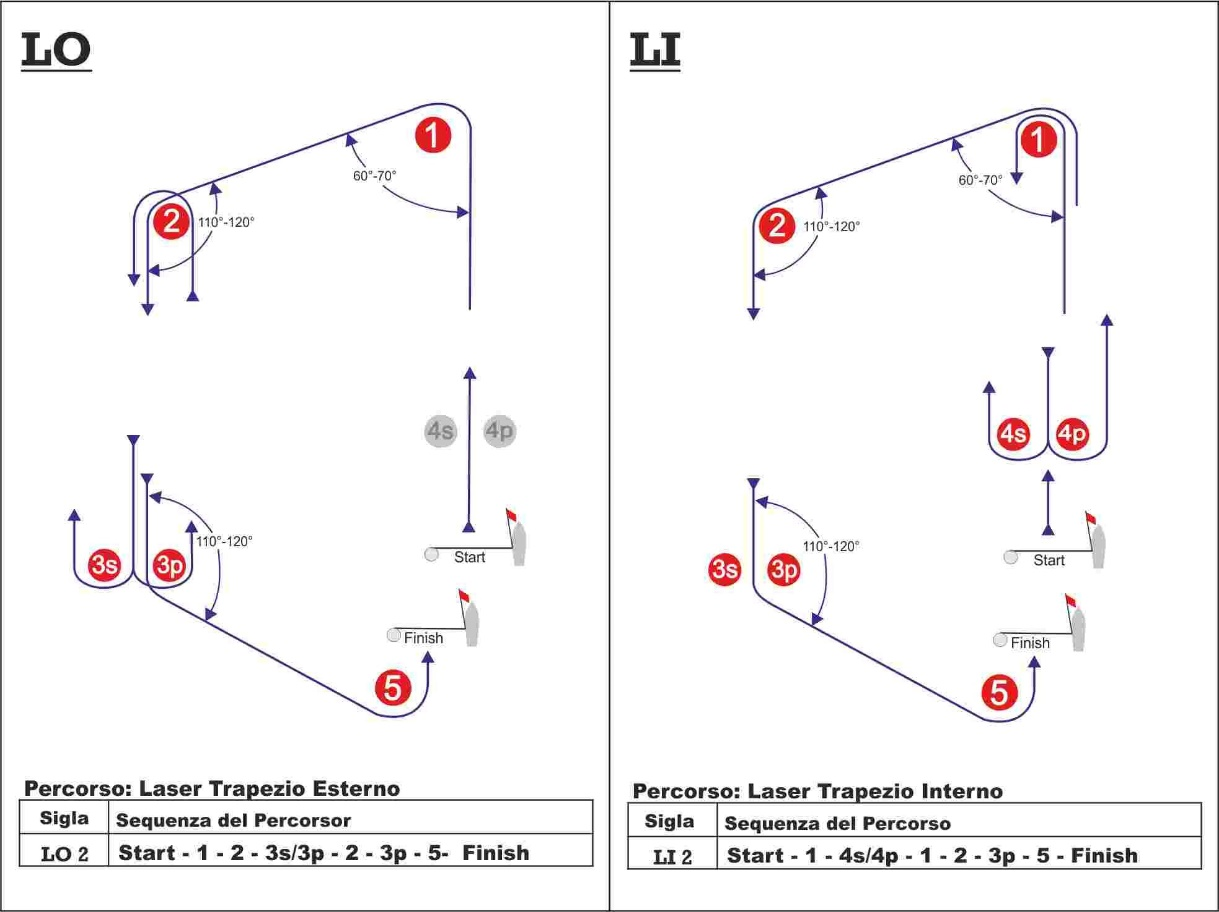 LO
1
60°-70°
2
110°-120°
4s
4p
3s
3p
110°-120°
Start
Finish
5
Percorso: Laser Trapezio Esterno
Sigla
Sequenza del Percorsor
LO 2
Start - 1 - 2 - 3s/3p - 2 - 3p - 5- Finish
LI
1
60°-70°
2
110°-120°
4s
4p
3s
3p
110°-120°
Start
Finish
5
Percorso: Laser Trapezio Interno
Sigla
Sequenza del Percorso
LI 2
Start - 1 - 4s/4p - 1 - 2 - 3p - 5 - Finish